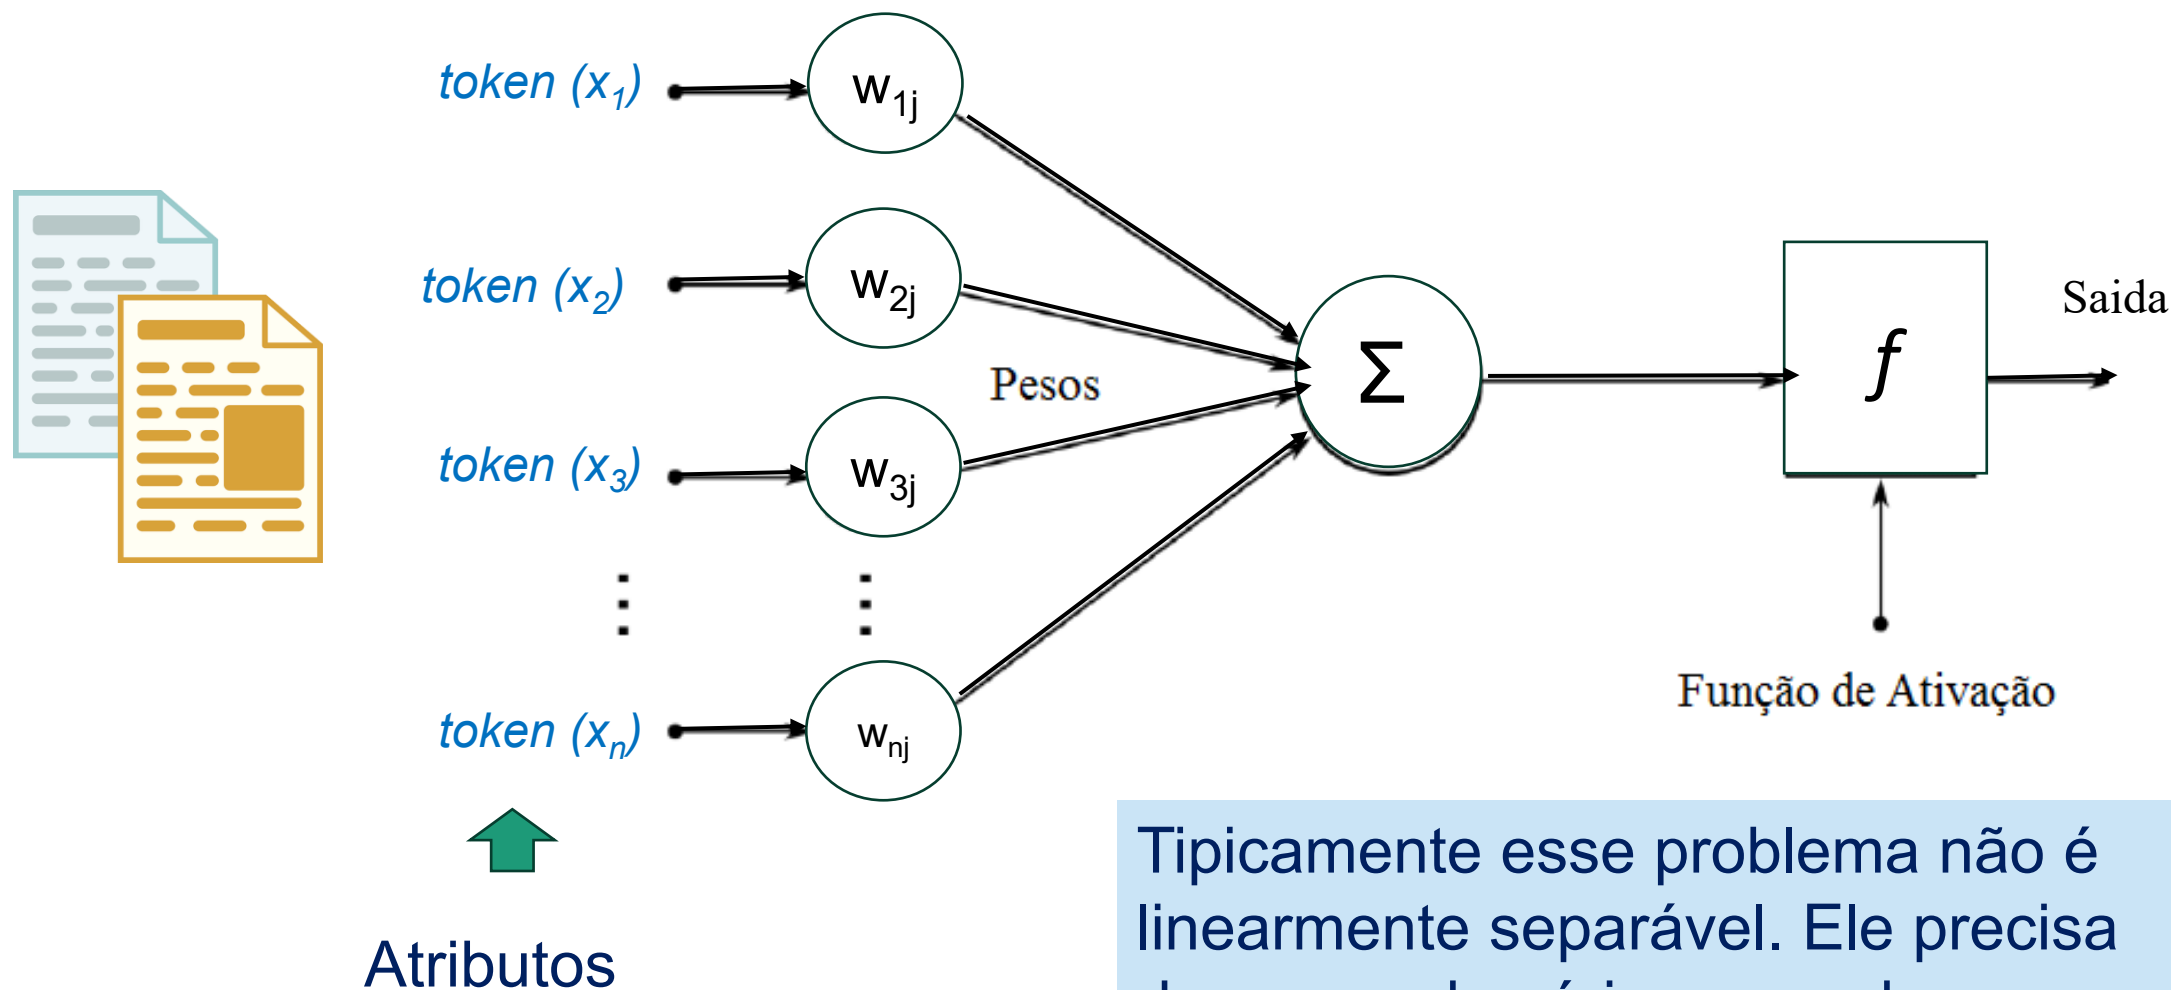 token (x1)
w1j
token (x2)
w2j
Pesos
token (x3)
w3j
token (xn)
wnj
Σ
f
Saida
Função de Ativação
Atributos
Tipicamente esse problema não é
linearmente separável. Ele precisa